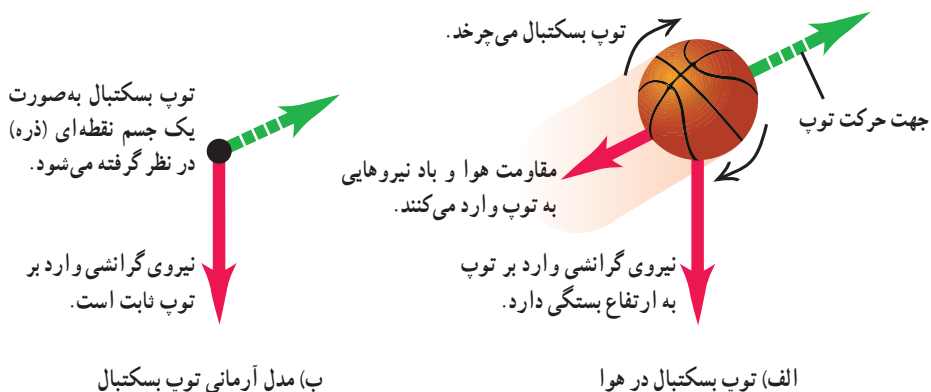 توپ بسکتبال می‌چرخد.
جهت حرکت توپ
مقاومت هوا و باد نیروهایی
به توپ وارد می‌کنند.
نیروی گرانشی وارد بر توپ
به ارتفاع بستگی دارد.
الف) توپ بسکتبال در هوا
توپ بسکتبال به‌صورت
یک جسم نقطه‌ای (ذره)
در نظر گرفته می‌شود.
نیروی گرانشی وارد بر
توپ ثابت است.
ب) مدل آرمانی توپ بسکتبال